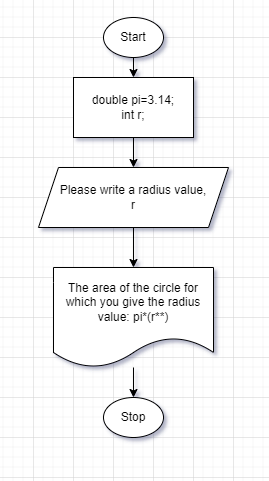 Start
double pi=3.14;
int r;
Please write a radius value,
r
The area of the circle for
which you give the radius
value: pi*(r**)
Stop